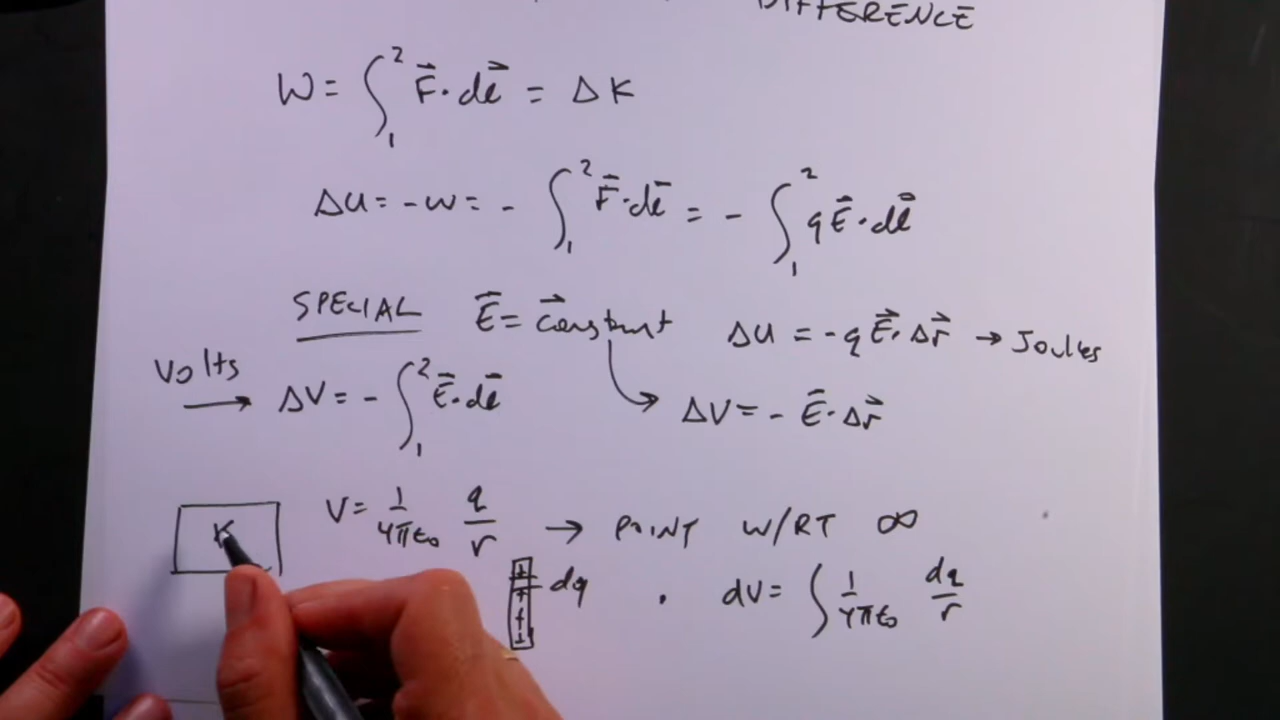 DIFFERENCE
W = ∫₁² F⃗ · dl⃗ = ΔK
ΔU = -W = - ∫₁² F⃗ · dl⃗ = - ∫₁² qE⃗ · dl⃗
SPECIAL E⃗ = constant ΔU = -qE⃗ · Δr⃗ → Joules
Volts → ΔV = - ∫₁² E⃗ · dl⃗ ΔV = - E⃗ · Δr⃗
K V = 1/4πε₀ q/r → POINT W/RT ∞
+ + + + dq dV = ∫ 1/4πε₀ dq/r